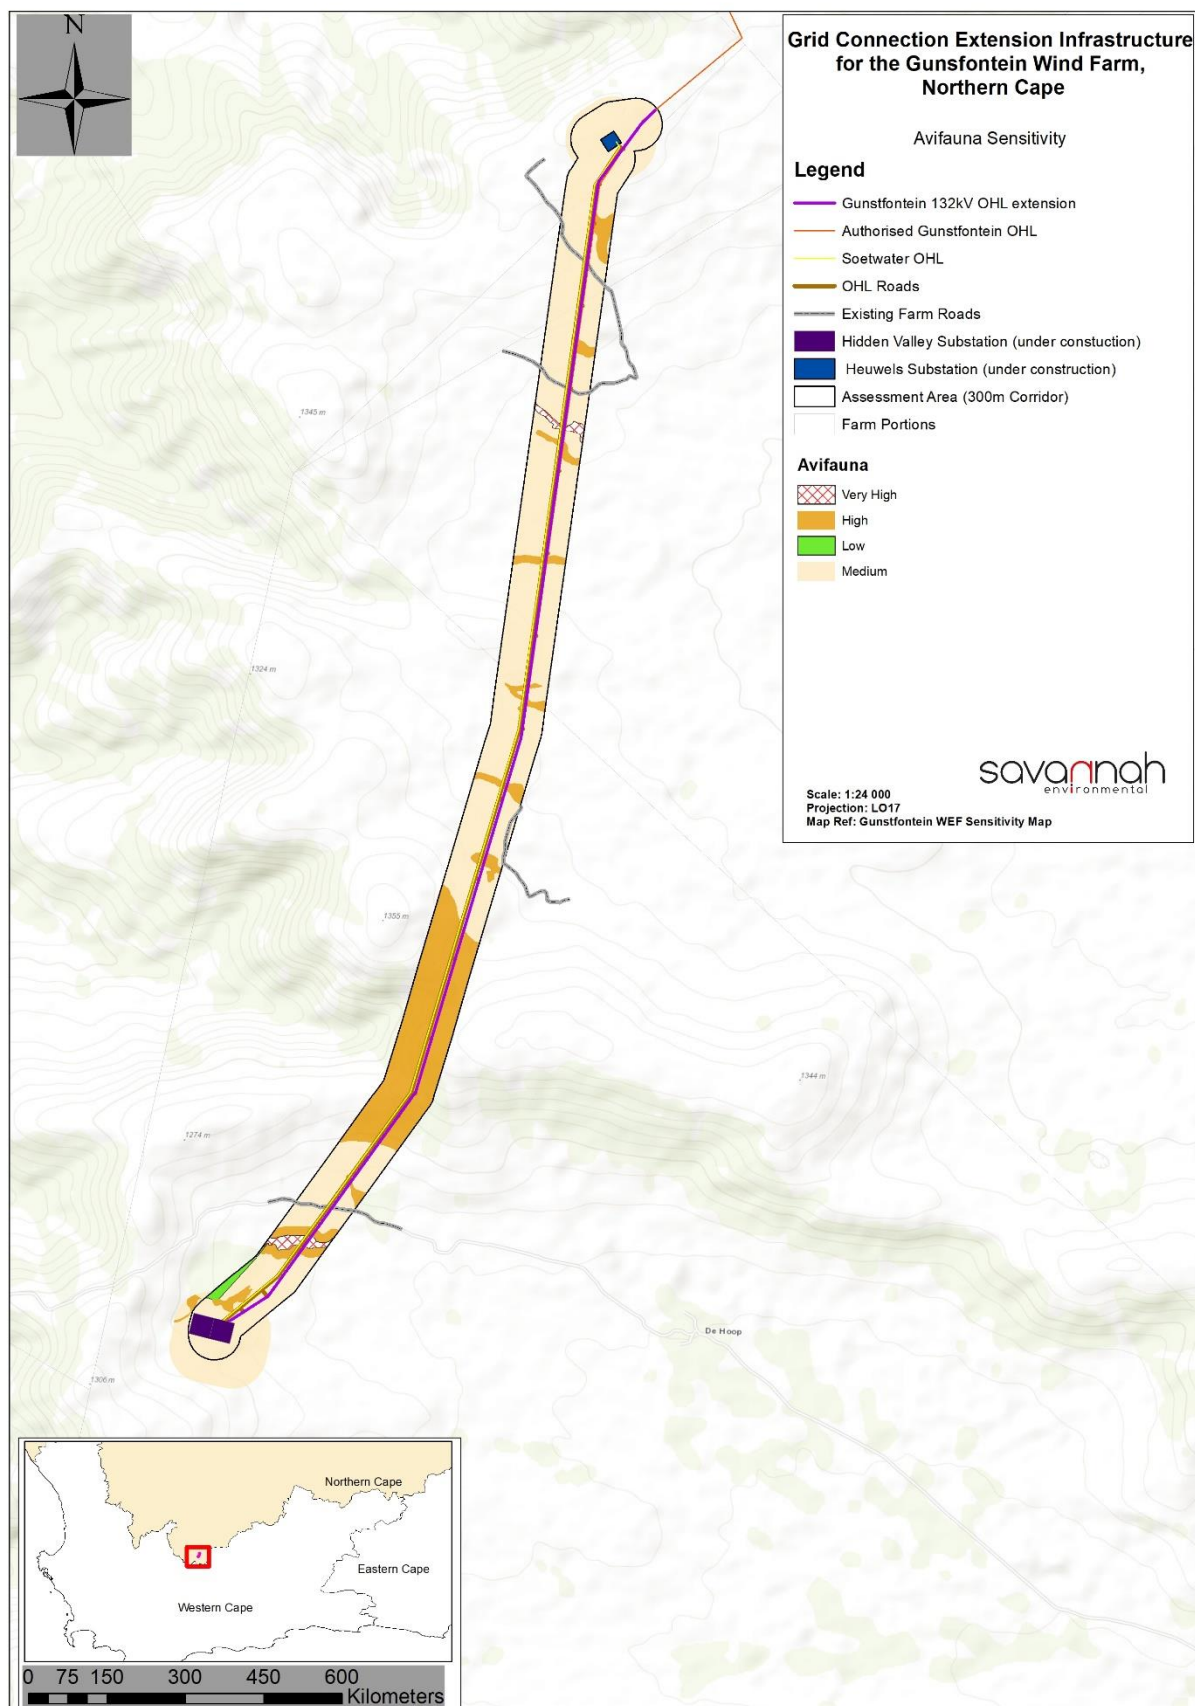 N
Grid Connection Extension Infrastructure
for the Gunsfontein Wind Farm,
Northern Cape
Avifauna Sensitivity
Legend
Gunstfontein 132kV OHL extension
Authorised Gunstfontein OHL
Soetwater OHL
OHL Roads
Existing Farm Roads
Hidden Valley Substation (under constuction)
Heuwels Substation (under construction)
Assessment Area (300m Corridor)
Farm Portions
Avifauna
Very High
High
Low
Medium
savannah
environmental
Scale: 1:24 000
Projection: LO17
Map Ref: Gunstfontein WEF Sensitivity Map
1345 m
1324 m
1355 m
1344 m
1274 m
De Hoop
1306 m
Northern Cape
Eastern Cape
Western Cape
0 75 150 300 450 600
Kilometers